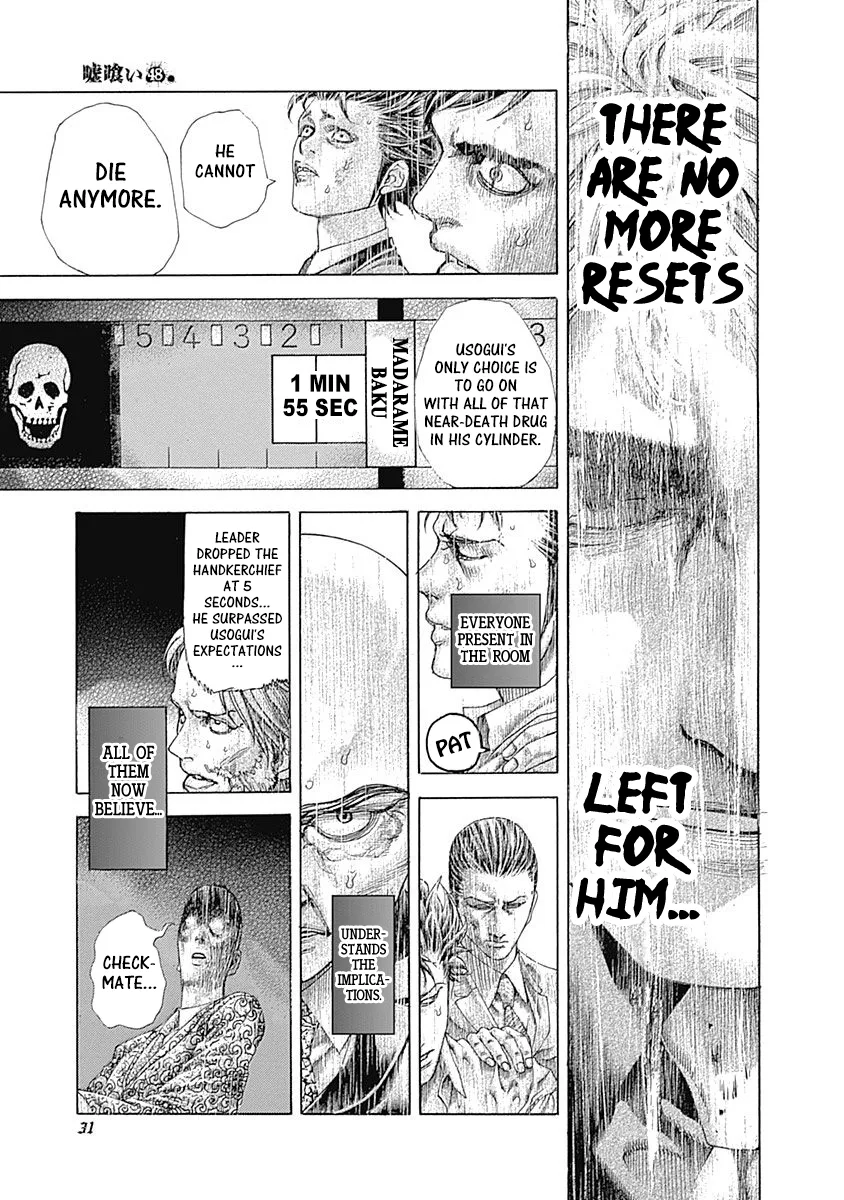 嘘喰い 48.
THERE
ARE NO
MORE
RESETS
LEFT
FOR
HIM...
HE
CANNOT
DIE
ANYMORE.
USOGUI'S
ONLY CHOICE
IS
TO GO ON
WITH ALL OF THAT
NEAR-DEATH DRUG
IN HIS CYLINDER.
3
MADARAME
BAKU
5 4 3 2 1
1 MIN
55 SEC
EVERYONE
PRESENT IN
THE ROOM
PAT
UNDER-
STANDS
THE
IMPLICA-
TIONS.
LEADER
DROPPED THE
HANDKERCHIEF
AT 5
SECONDS...
HE SURPASSED
USOGUI'S
EXPECTATIONS
...
ALL OF
THEM
NOW
BELIEVE...
CHECK-
MATE...
31